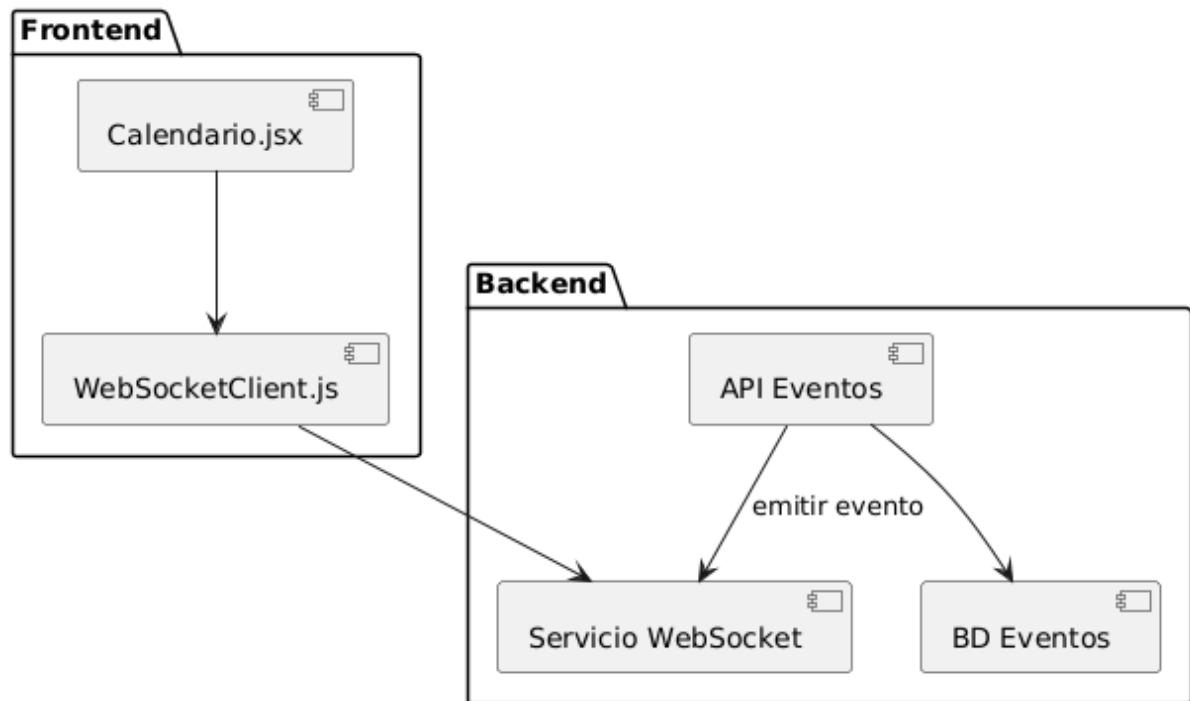 Frontend
Calendario.jsx
WebSocketClient.js
Backend
API Eventos
emitir evento
Servicio WebSocket
BD Eventos